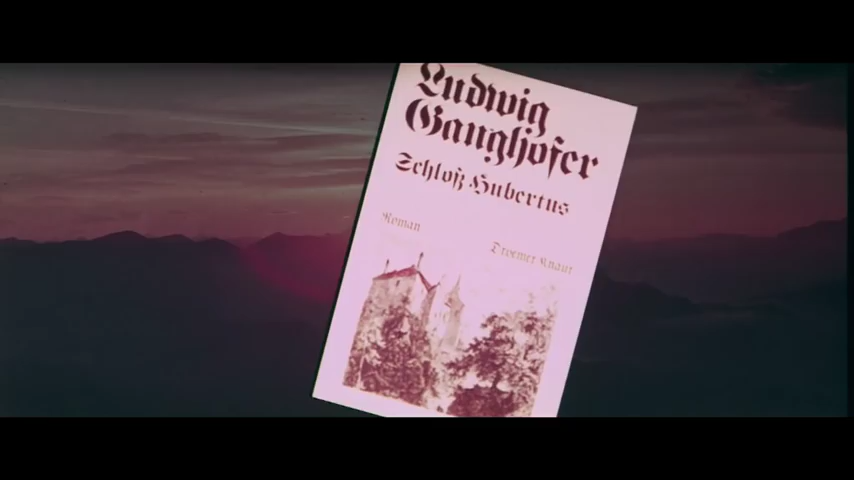 Ludwig
Ganghofer
Schloß Hubertus
Roman
Droemer Knaur